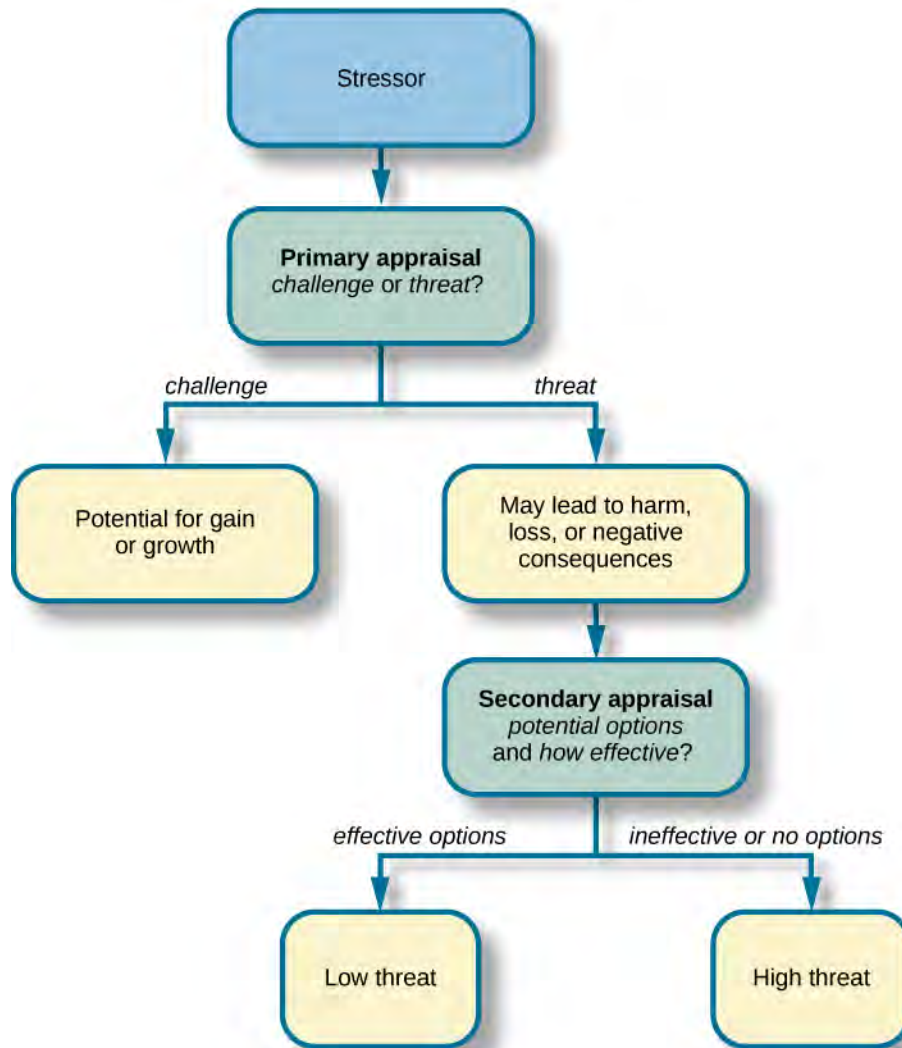 Stressor
Primary appraisal
challenge or threat?
challenge
threat
Potential for gain
or growth
May lead to harm,
loss, or negative
consequences
Secondary appraisal
potential options
and how effective?
effective options
ineffective or no options
Low threat
High threat